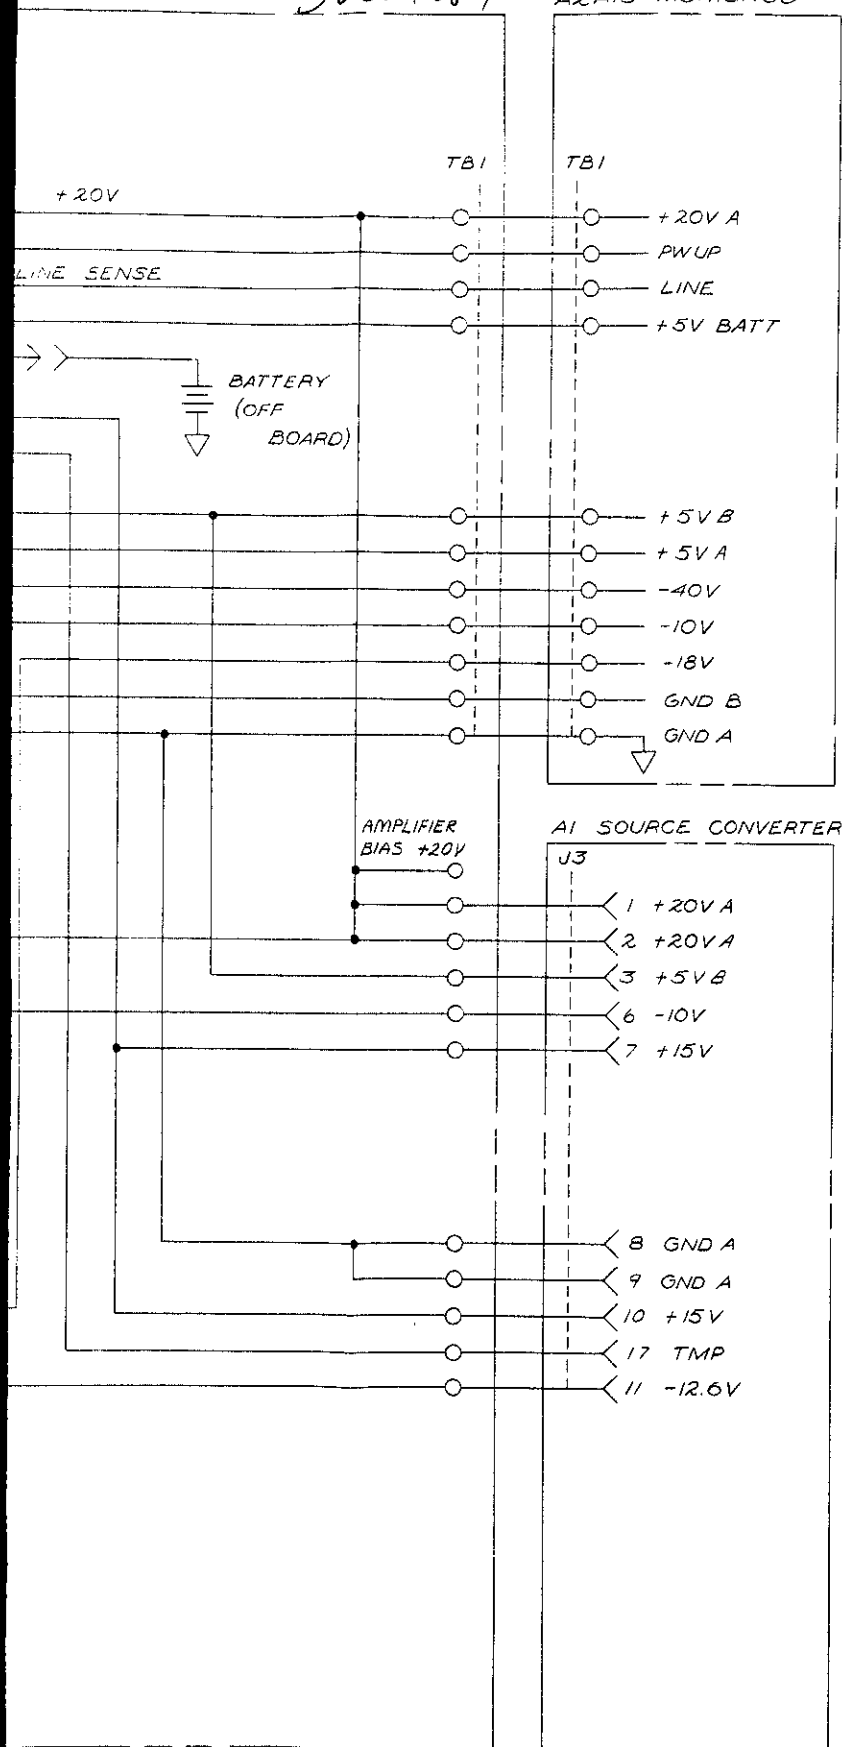 +20V
LINE SENSE
BATTERY
(OFF
BOARD)
TB1
TB1
+20V A
PWUP
LINE
+5V BATT
+5V B
+5V A
-40V
-10V
-18V
GND B
GND A
AMPLIFIER
BIAS +20V
A1 SOURCE CONVERTER
J3
1 +20V A
2 +20V A
3 +5V B
6 -10V
7 +15V
8 GND A
9 GND A
10 +15V
17 TMP
11 -12.6V